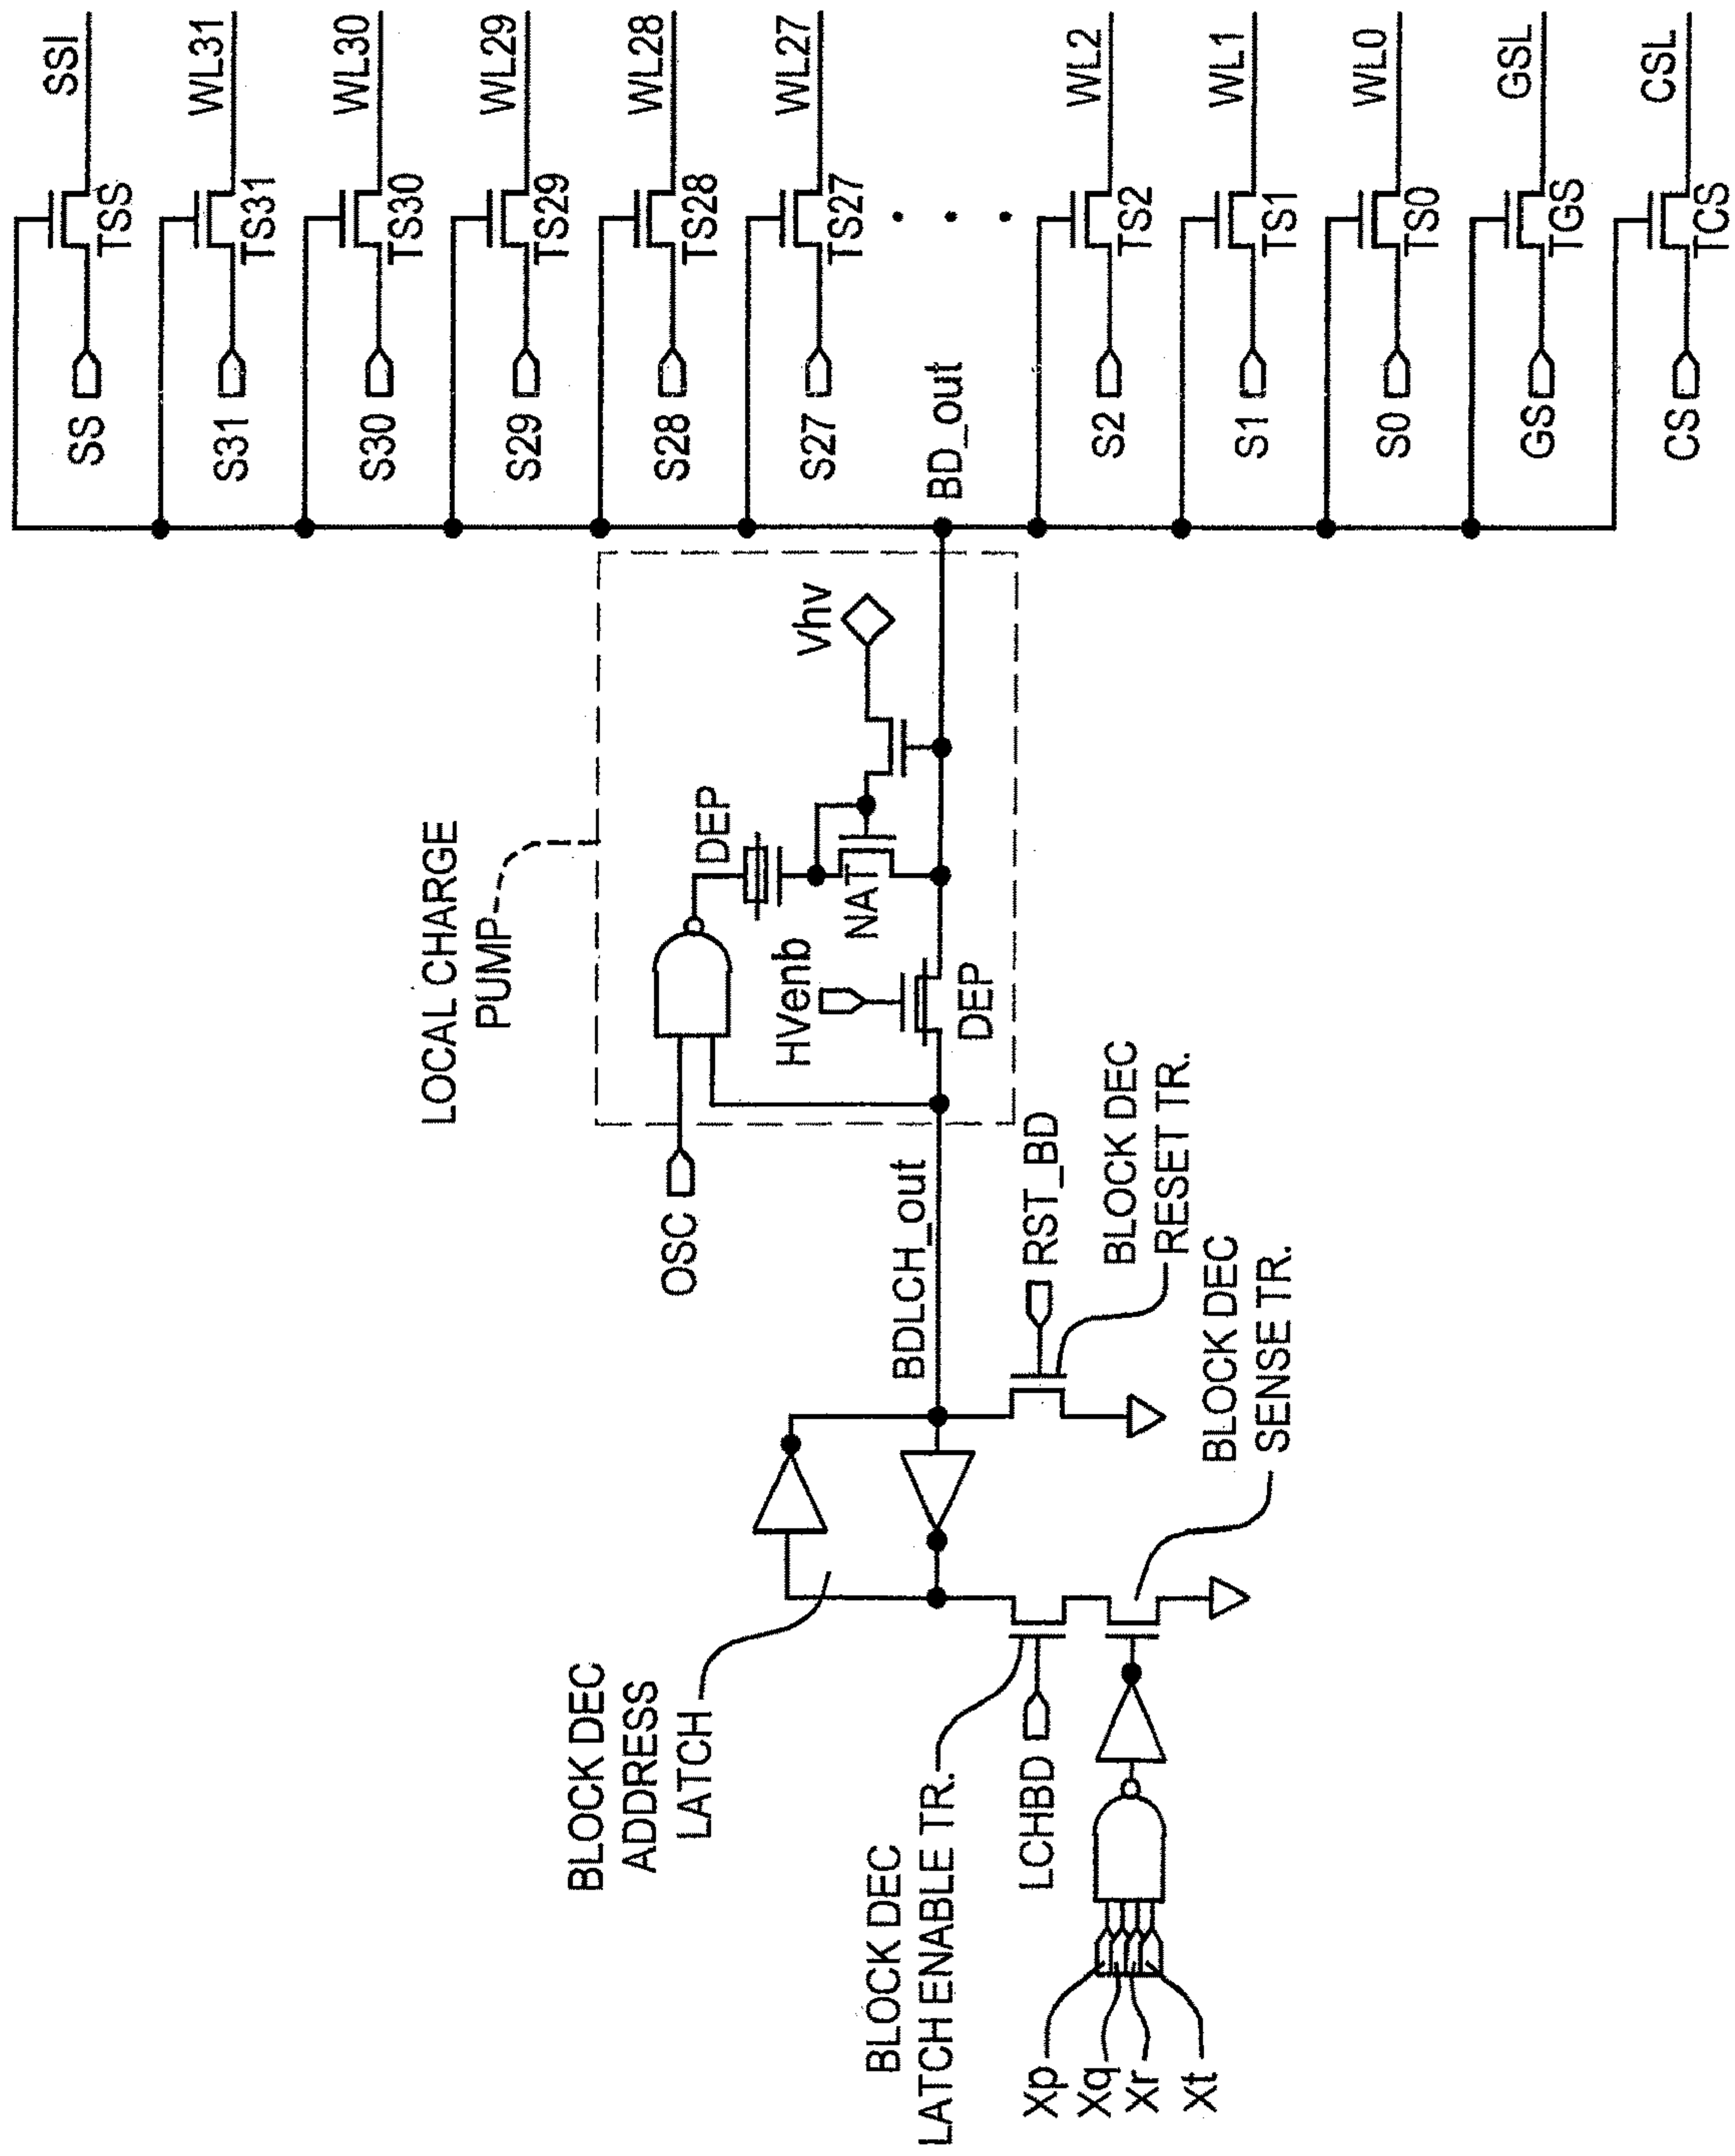 SSl
TSS
SS
WL31
TS31
S31
WL30
TS30
S30
WL29
TS29
S29
WL28
TS28
S28
WL27
TS27
S27
BD_out
WL2
TS2
S2
WL1
TS1
S1
WL0
TS0
S0
GSL
TGS
GS
CSL
TCS
CS
LOCAL CHARGE
PUMP
Vhv
DEP
NAT
HVenb
DEP
OSC
BDLCH_out
RST_BD
BLOCK DEC
RESET TR.
BLOCK DEC
SENSE TR.
BLOCK DEC
ADDRESS
LATCH
BLOCK DEC
LATCH ENABLE TR.
LCHBD
Xp
Xq
Xr
Xt